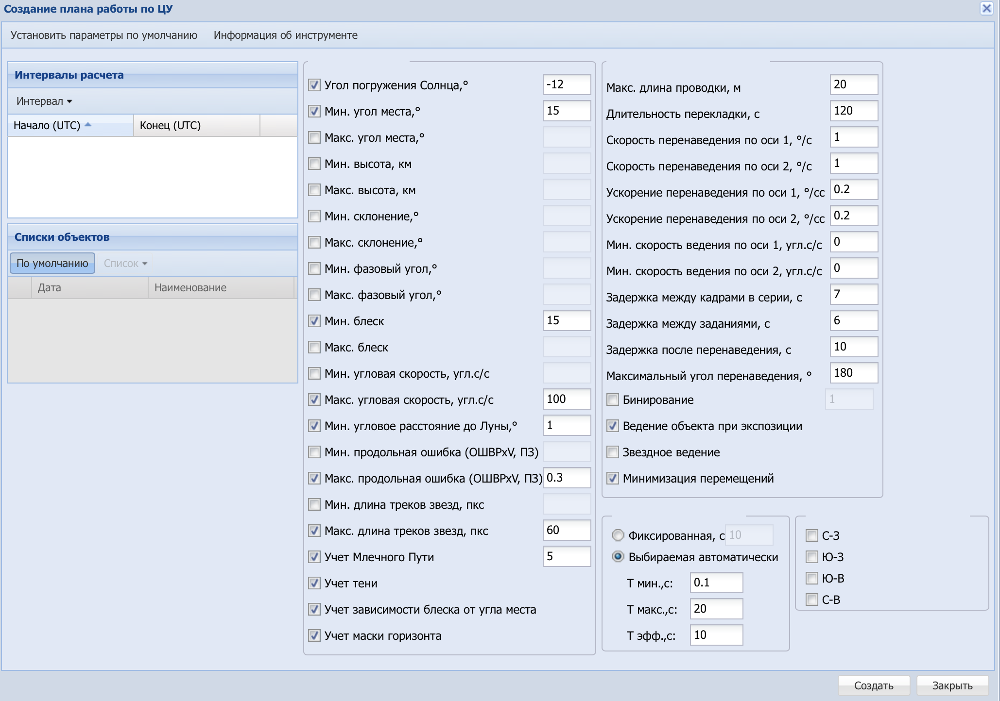 Создание плана работы по ЦУ
Установить параметры по умолчанию Информация об инструменте
Интервалы расчета
Интервал
Начало (UTC) Конец (UTC)
Списки объектов
По умолчанию Список
Дата Наименование
Угол погружения Солнца,° -12
Мин. угол места,° 15
Макс. угол места,°
Мин. высота, км
Макс. высота, км
Мин. склонение,°
Макс. склонение,°
Мин. фазовый угол,°
Макс. фазовый угол,°
Мин. блеск 15
Макс. блеск
Мин. угловая скорость, угл.с/с
Макс. угловая скорость, угл.с/с 100
Мин. угловое расстояние до Луны,° 1
Мин. продольная ошибка (ОШВРxV, ПЗ)
Макс. продольная ошибка (ОШВРxV, ПЗ) 0.3
Мин. длина треков звезд, пкс
Макс. длина треков звезд, пкс 60
Учет Млечного Пути 5
Учет тени
Учет зависимости блеска от угла места
Учет маски горизонта
Макс. длина проводки, м 20
Длительность перекладки, с 120
Скорость перенаведения по оси 1, °/с 1
Скорость перенаведения по оси 2, °/с 1
Ускорение перенаведения по оси 1, °/сс 0.2
Ускорение перенаведения по оси 2, °/сс 0.2
Мин. скорость ведения по оси 1, угл.с/с 0
Мин. скорость ведения по оси 2, угл.с/с 0
Задержка между кадрами в серии, с 7
Задержка между заданиями, с 6
Задержка после перенаведения, с 10
Максимальный угол перенаведения, ° 180
Бинирование 1
Ведение объекта при экспозиции
Звездное ведение
Минимизация перемещений
Фиксированная, с 10
Выбираемая автоматически
Т мин.,с: 0.1
Т макс.,с: 20
Т эфф.,с: 10
С-З
Ю-З
Ю-В
С-В
Создать Закрыть